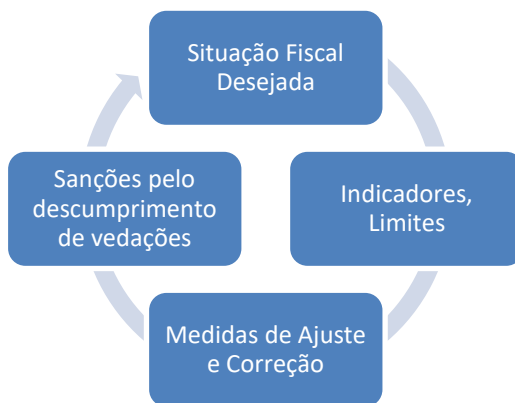 Situação Fiscal
Desejada
Indicadores,
Limites
Medidas de Ajuste
e Correção
Sanções pelo
descumprimento
de vedações